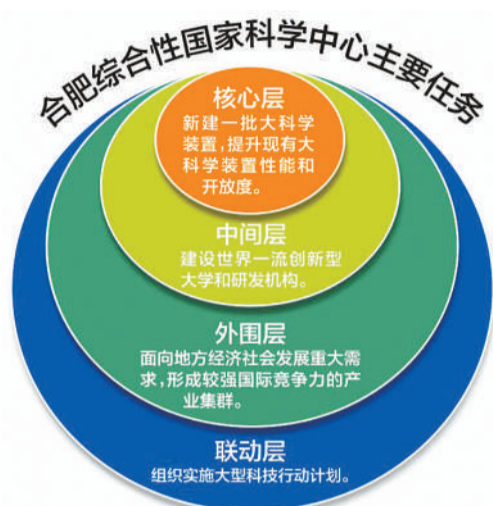 合肥综合性国家科学中心主要任务
核心层
新建一批大科学
装置,提升现有大
科学装置性能和
开放度。
中间层
建设世界一流创新型
大学和研发机构。
外围层
面向地方经济社会发展重大需
求,形成较强国际竞争力的产
业集群。
联动层
组织实施大型科技行动计划。